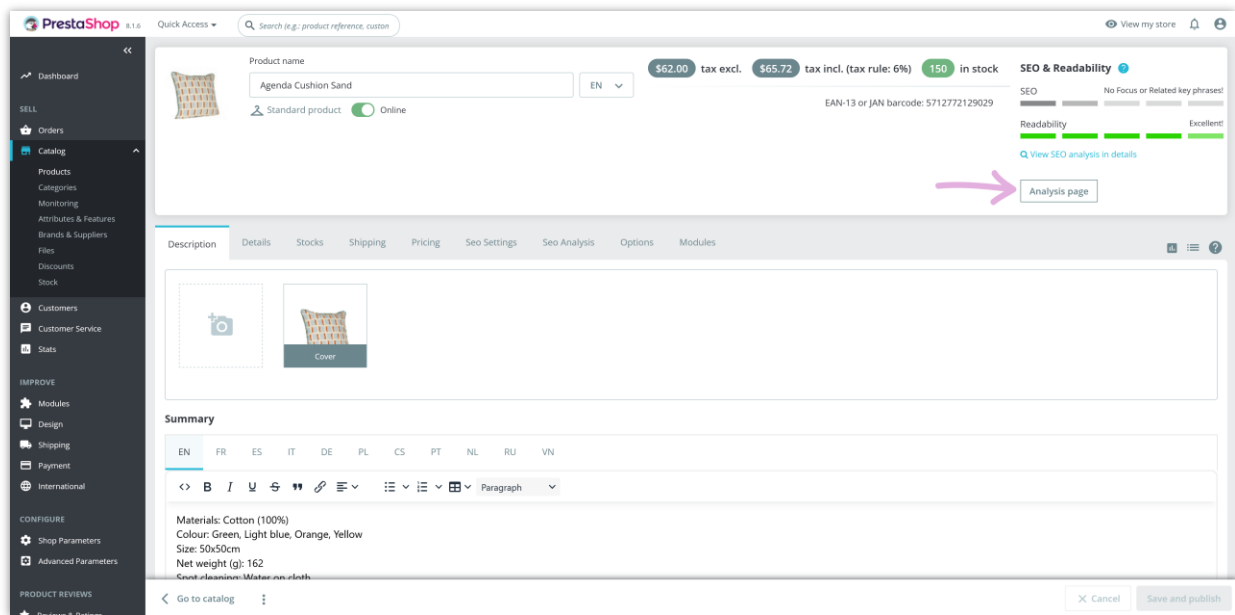 PrestaShop 8.1.6
Quick Access
Search (e.g.: product reference, custon
View my store
Dashboard
SELL
Orders
Catalog
Products
Categories
Monitoring
Attributes & Features
Brands & Suppliers
Files
Discounts
Stock
Customers
Customer Service
Stats
IMPROVE
Modules
Design
Shipping
Payment
International
CONFIGURE
Shop Parameters
Advanced Parameters
PRODUCT REVIEWS
Reviews & Ratings
Product name
Agenda Cushion Sand
EN
Standard product
Online
$62.00 tax excl. $65.72 tax incl. (tax rule: 6%) 150 in stock
EAN-13 or JAN barcode: 5712772129029
SEO & Readability ?
SEO No Focus or Related key phrases!
Readability Excellent!
View SEO analysis in details
Analysis page
Description Details Stocks Shipping Pricing Seo Settings Seo Analysis Options Modules
Cover
Summary
EN FR ES IT DE PL CS PT NL RU VN
Paragraph
Materials: Cotton (100%)
Colour: Green, Light blue, Orange, Yellow
Size: 50x50cm
Net weight (g): 162
Spot cleaning: Water on cloth
Go to catalog
Cancel
Save and publish